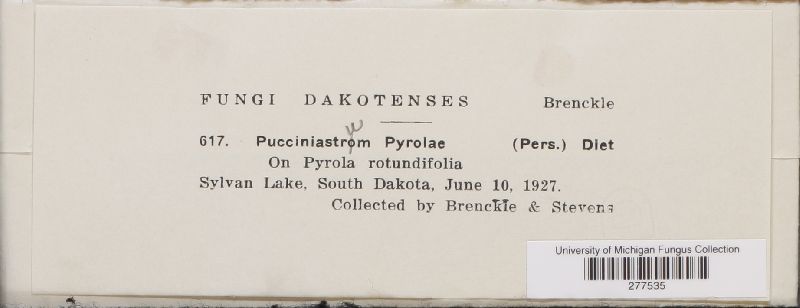 FUNGI DAKOTENSES Brenckle
617. Pucciniastrom Pyrolae (Pers.) Diet
u
On Pyrola rotundifolia
Sylvan Lake, South Dakota, June 10, 1927.
Collected by Brenckle & Stevens
University of Michigan Fungus Collection
277535